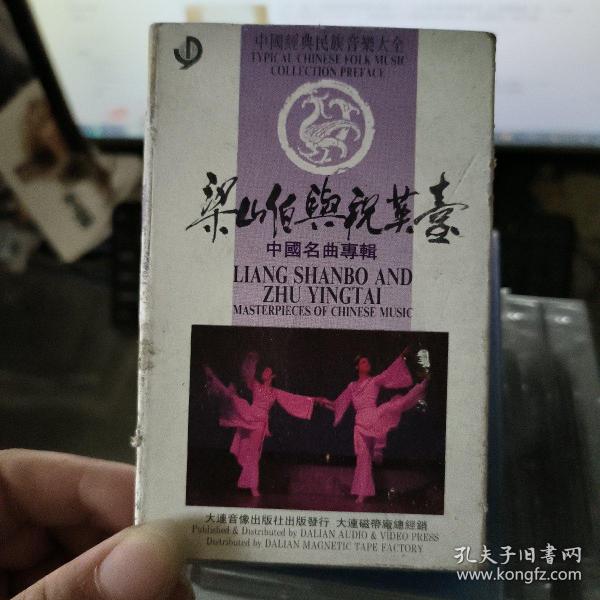 中國經典民族音樂大全
TYPICAL CHINESE FOLK MUSIC
COLLECTION PREFACE
梁山伯與祝英臺
中國名曲專輯
LIANG SHANBO AND
ZHU YINGTAI
MASTERPIECES OF CHINESE MUSIC
大連音像出版社出版發行 大連磁帶廠總經銷
Published & Distributed by DALIAN AUDIO & VIDEO PRESS
Distributed by DALIAN MAGNETIC TAPE FACTORY
孔夫子旧书网
www.kongfz.com